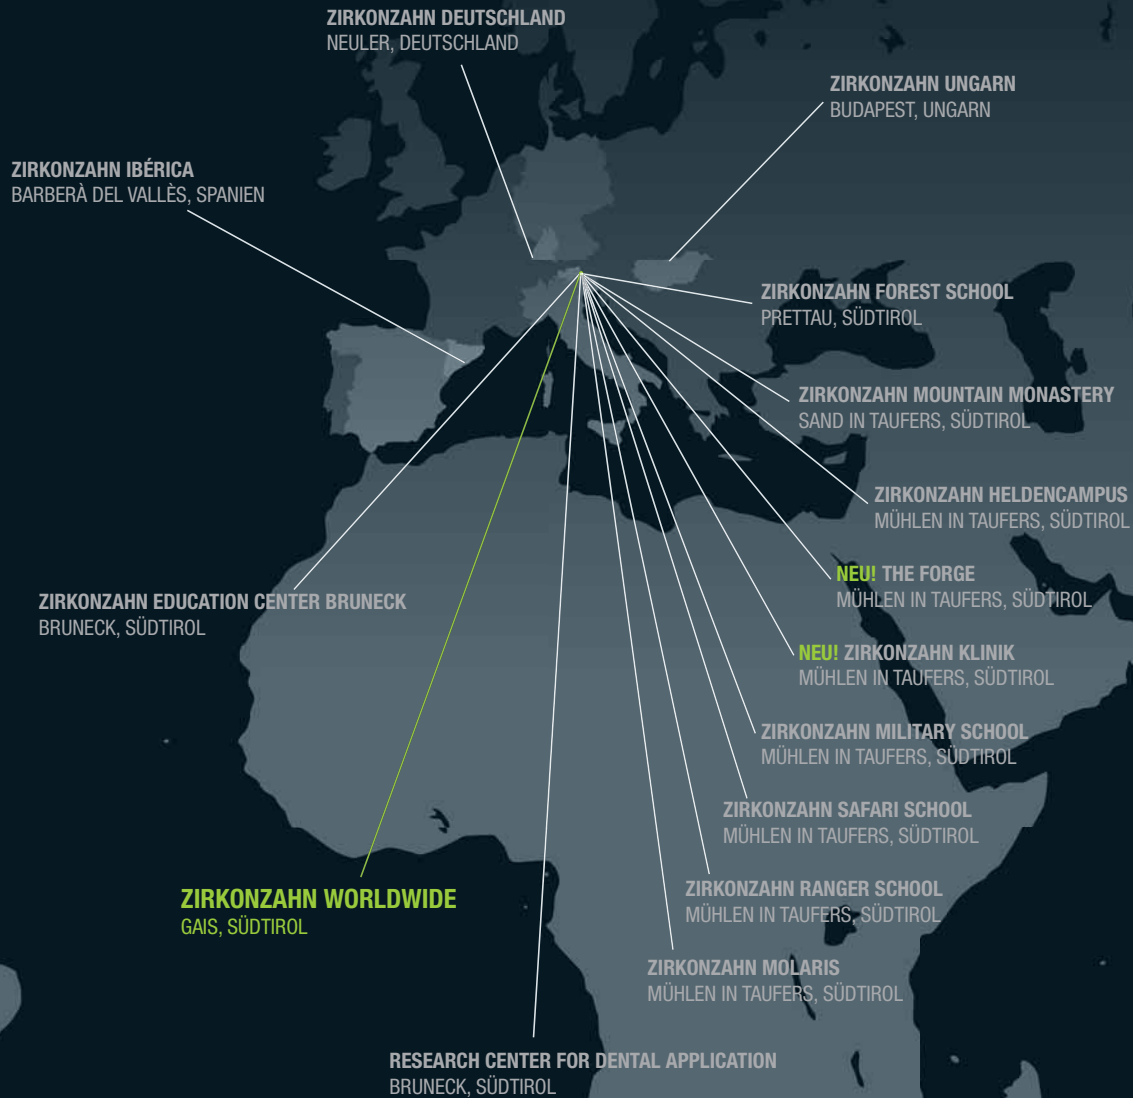 ZIRKONZAHN DEUTSCHLAND
NEULER, DEUTSCHLAND
ZIRKONZAHN UNGARN
BUDAPEST, UNGARN
ZIRKONZAHN IBÉRICA
BARBERÀ DEL VALLÈS, SPANIEN
ZIRKONZAHN FOREST SCHOOL
PRETTAU, SÜDTIROL
ZIRKONZAHN MOUNTAIN MONASTERY
SAND IN TAUFERS, SÜDTIROL
ZIRKONZAHN HELDENCAMPUS
MÜHLEN IN TAUFERS, SÜDTIROL
NEU! THE FORGE
MÜHLEN IN TAUFERS, SÜDTIROL
ZIRKONZAHN EDUCATION CENTER BRUNECK
BRUNECK, SÜDTIROL
NEU! ZIRKONZAHN KLINIK
MÜHLEN IN TAUFERS, SÜDTIROL
ZIRKONZAHN MILITARY SCHOOL
MÜHLEN IN TAUFERS, SÜDTIROL
ZIRKONZAHN SAFARI SCHOOL
MÜHLEN IN TAUFERS, SÜDTIROL
ZIRKONZAHN RANGER SCHOOL
MÜHLEN IN TAUFERS, SÜDTIROL
ZIRKONZAHN WORLDWIDE
GAIS, SÜDTIROL
ZIRKONZAHN MOLARIS
MÜHLEN IN TAUFERS, SÜDTIROL
RESEARCH CENTER FOR DENTAL APPLICATION
BRUNECK, SÜDTIROL